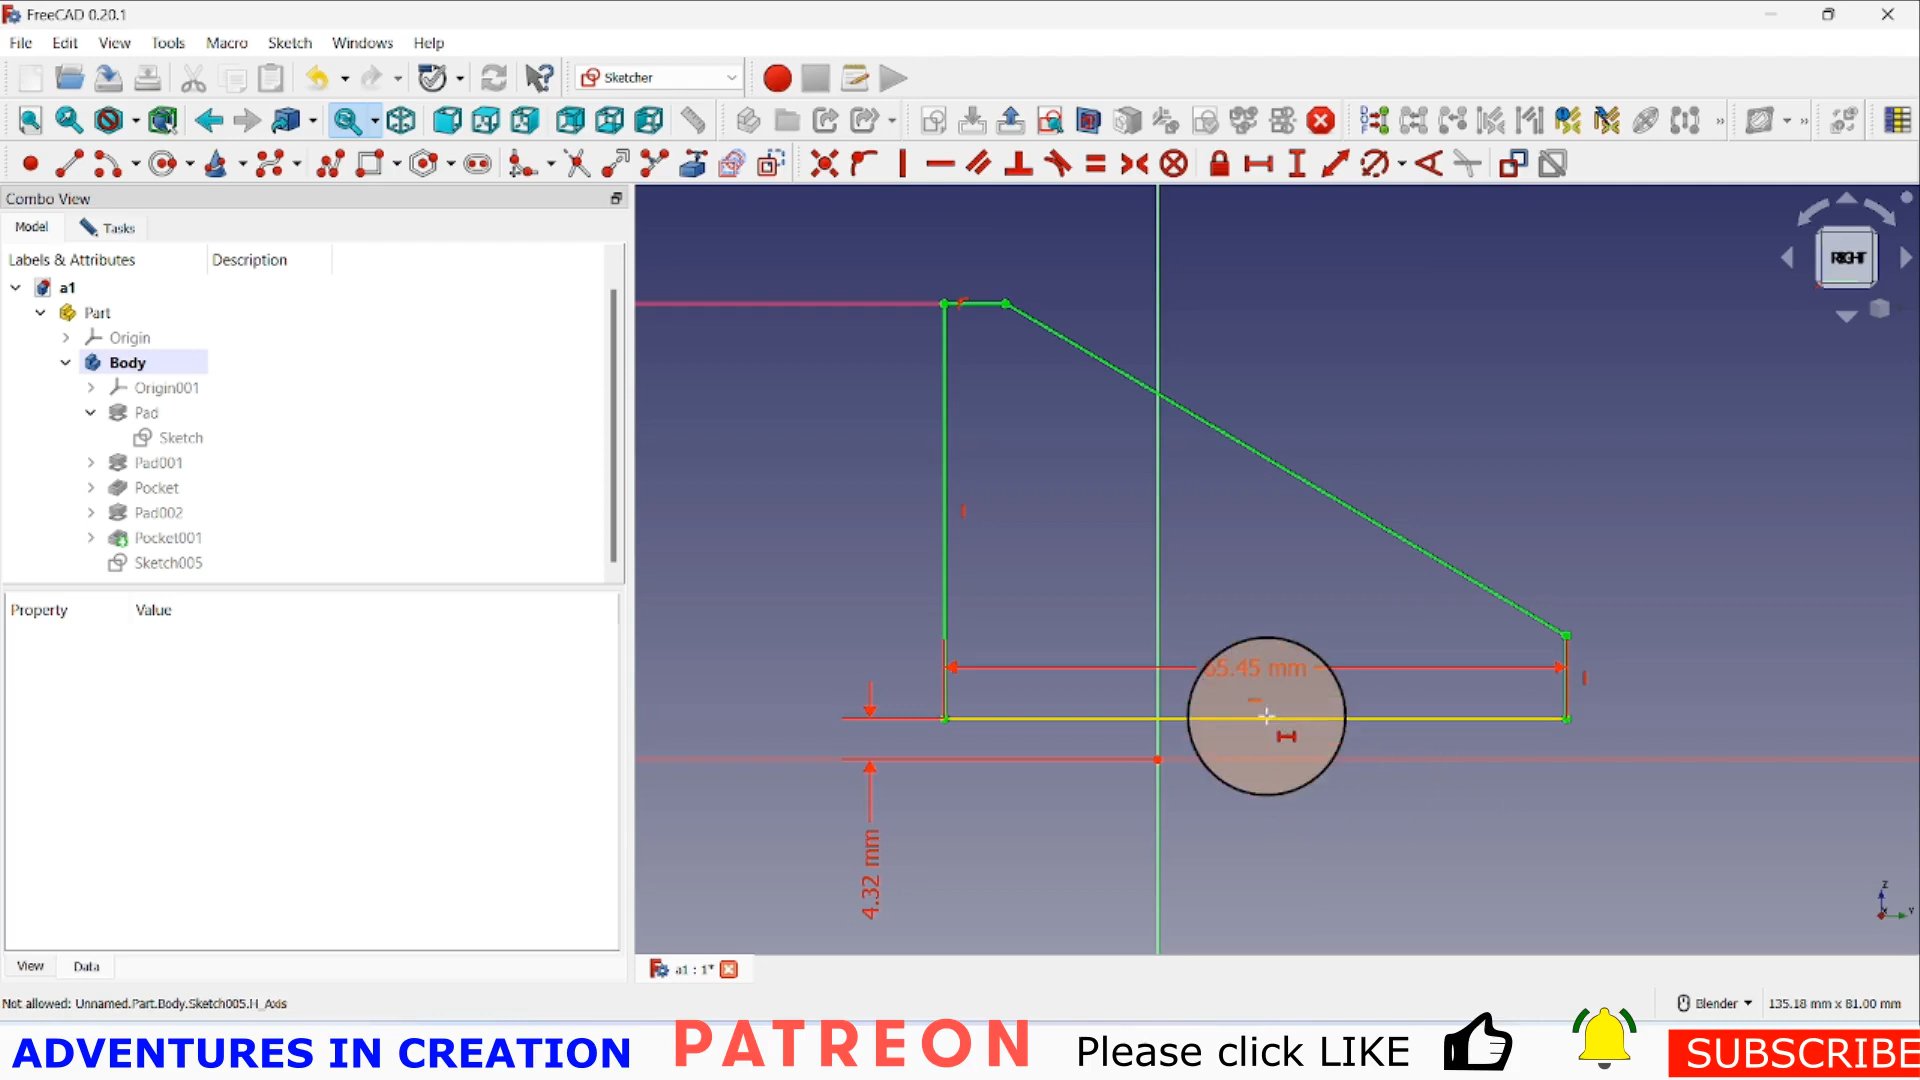 FreeCAD 0.20.1
File Edit View Tools Macro Sketch Windows Help
Sketcher
Combo View
Model Tasks
Labels & Attributes Description
a1
Part
Origin
Body
Origin001
Pad
Sketch
Pad001
Pocket
Pad002
Pocket001
Sketch005
Property Value
View Data
RIGHT
65.45 mm
4.32 mm
Z
Y
a1 : 1*
Not allowed: Unnamed.Part.Body.Sketch005.H_Axis
Blender 135.18 mm x 81.00 mm
ADVENTURES IN CREATION PATREON Please click LIKE SUBSCRIBE